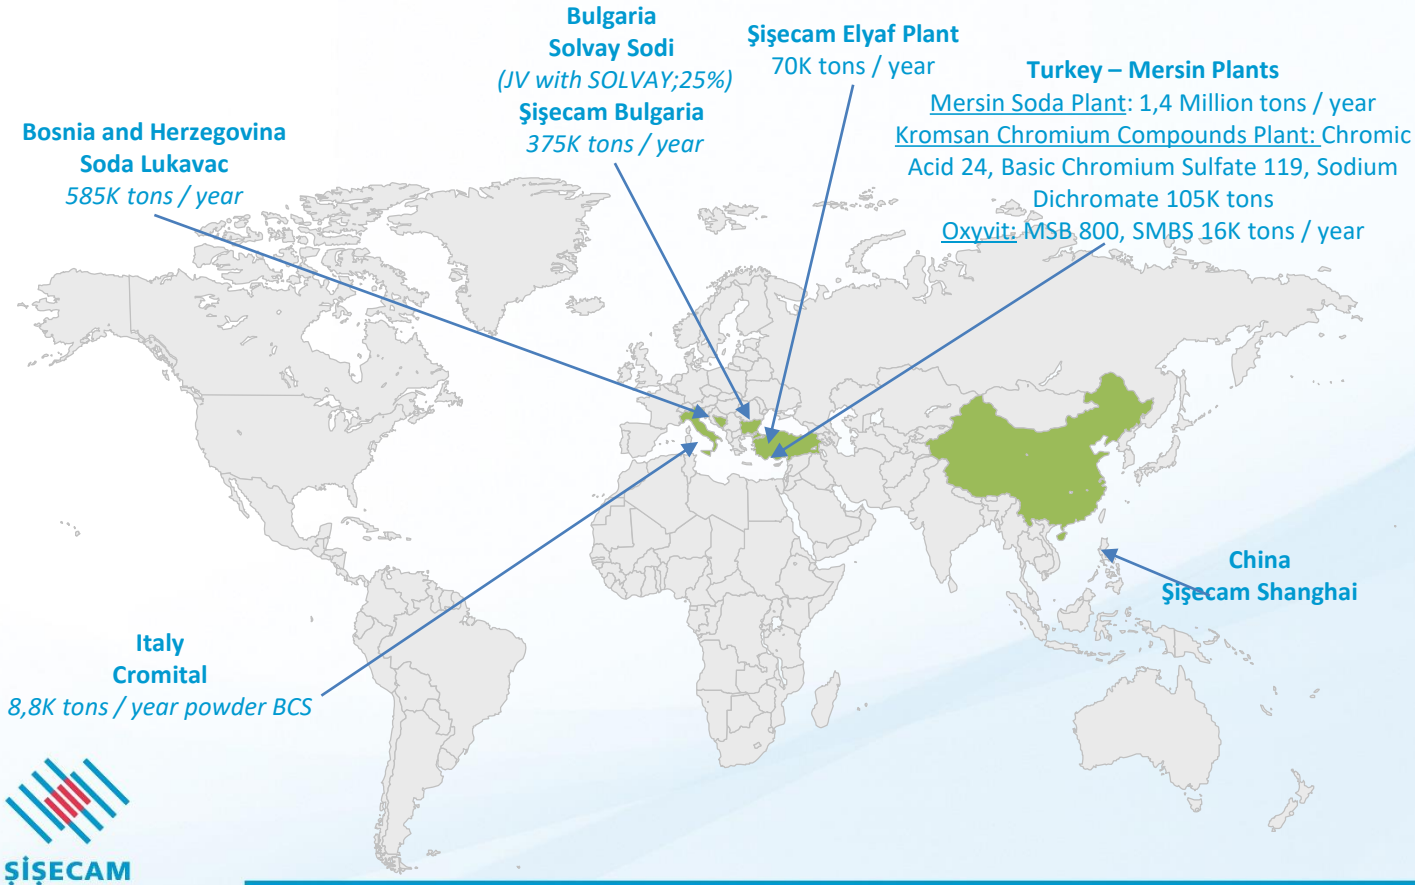 Bulgaria
Solvay Sodi
(JV with SOLVAY;25%)
Şişecam Bulgaria
375K tons / year
Şişecam Elyaf Plant
70K tons / year
Turkey – Mersin Plants
Mersin Soda Plant: 1,4 Million tons / year
Kromsan Chromium Compounds Plant: Chromic
Acid 24, Basic Chromium Sulfate 119, Sodium
Dichromate 105K tons
Oxyvit: MSB 800, SMBS 16K tons / year
Bosnia and Herzegovina
Soda Lukavac
585K tons / year
China
Şişecam Shanghai
Italy
Cromital
8,8K tons / year powder BCS
ŞİŞECAM